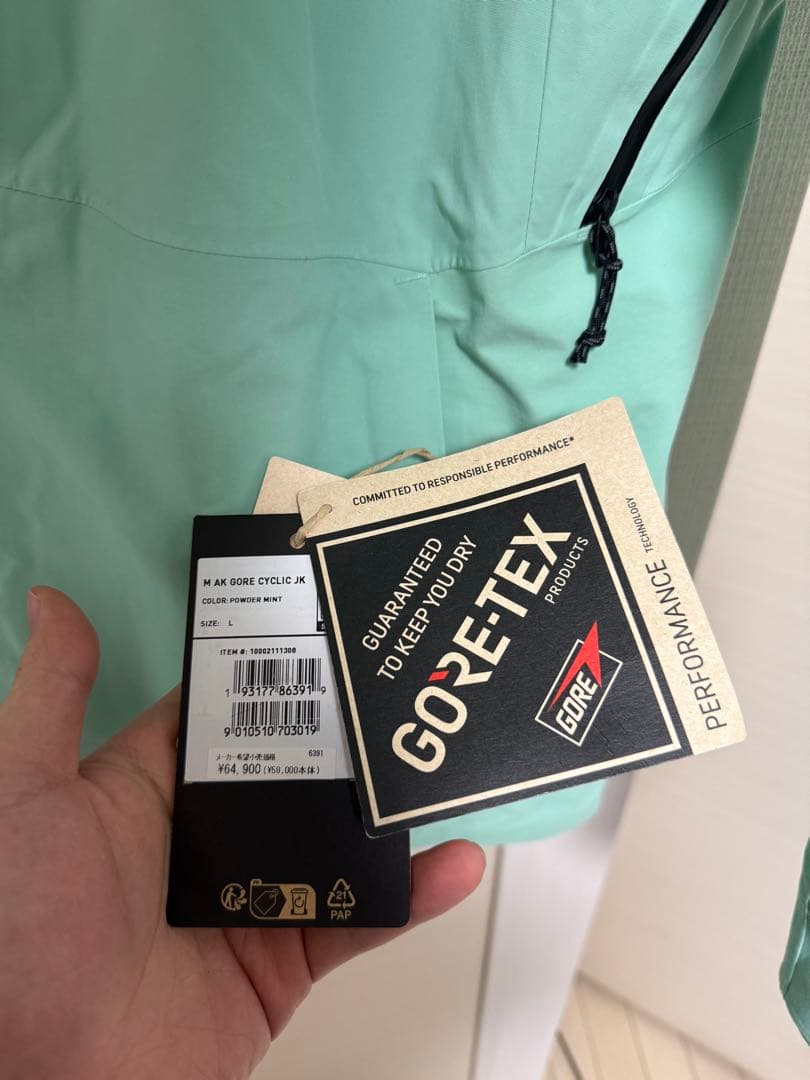 M AK GORE CYCLIC JK
COLOR: POWDER MINT
SIZE: L
ITEM #: 10002111308
1 93177 86391 9
9 010510 703019
メーカー希望小売価格 6391
¥64,900 (¥59,000本体)
21
PAP
COMMITTED TO RESPONSIBLE PERFORMANCE*
GUARANTEED
TO KEEP YOU DRY
GORE-TEX
PRODUCTS
GORE
PERFORMANCE TECHNOLOGY